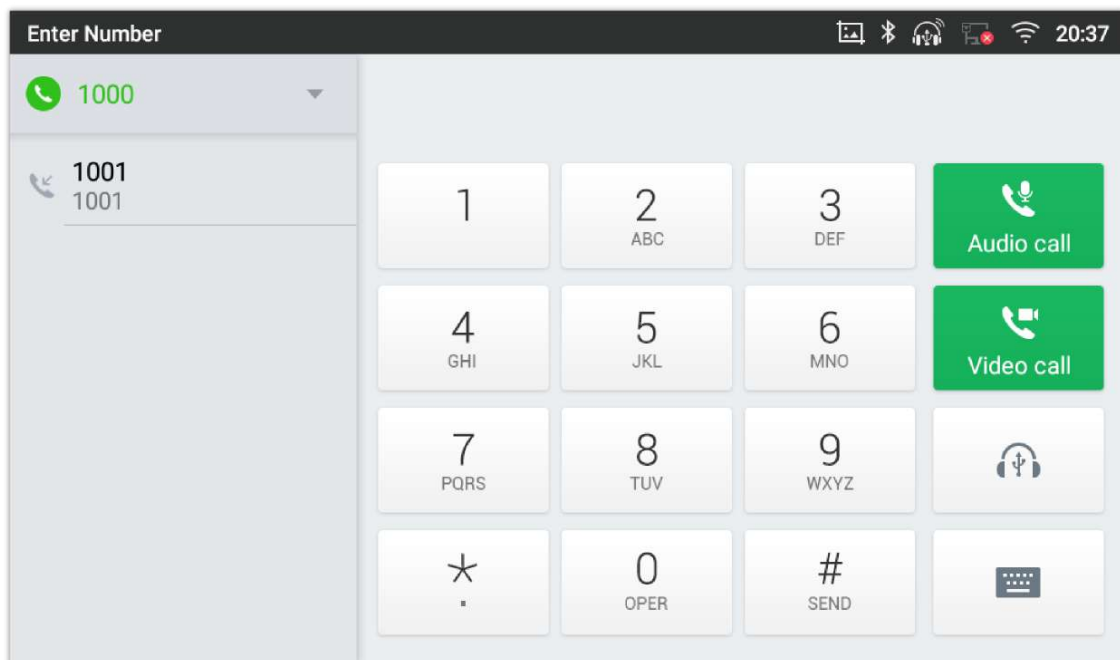 Enter Number
20:37
1000
1001
1001
1
2
ABC
3
DEF
Audio call
4
GHI
5
JKL
6
MNO
Video call
7
PQRS
8
TUV
9
WXYZ
*
.
0
OPER
#
SEND